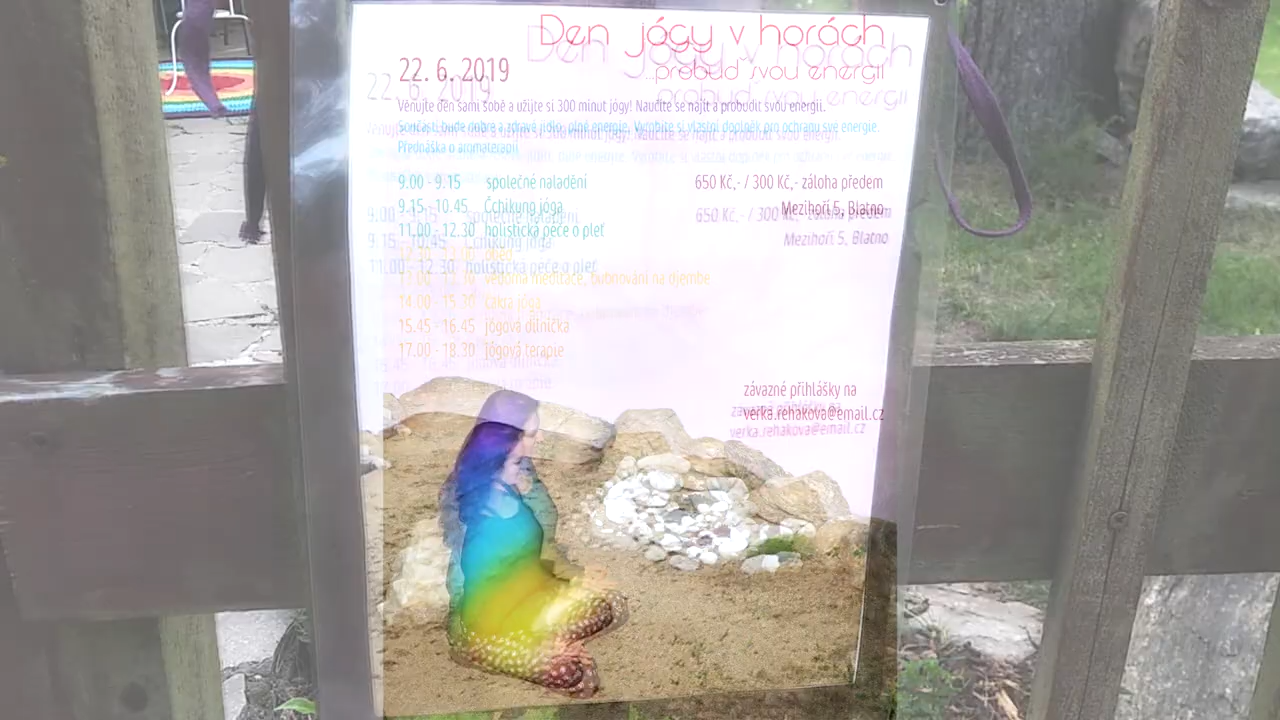 Den jógy v horách
...probuď svou energii
22. 6. 2019
Věnujte den sami sobě a užijte si 300 minut jógy! Naučíte se najít a probudit svou energii.
Součástí bude dobré a zdravé jídlo, plné energie. Vyrobíte si vlastní doplněk pro ochranu své energie.
Přednáška o aromaterapii
9.00 - 9.15 společné naladění
650 Kč,- / 300 Kč,- záloha předem
9.15 - 10.45 Čchikung jóga
Mezihoří 5, Blatno
11.00 - 12.30 holistická péče o pleť
oběd
vědomá meditace, bubnování na djembe
14.00 - 15.30 čakra jóga
15.45 - 16.45 jógová dílnička
17.00 - 18.30 Jógová terapie
závazné přihlášky na
verka.rehakova@email.cz